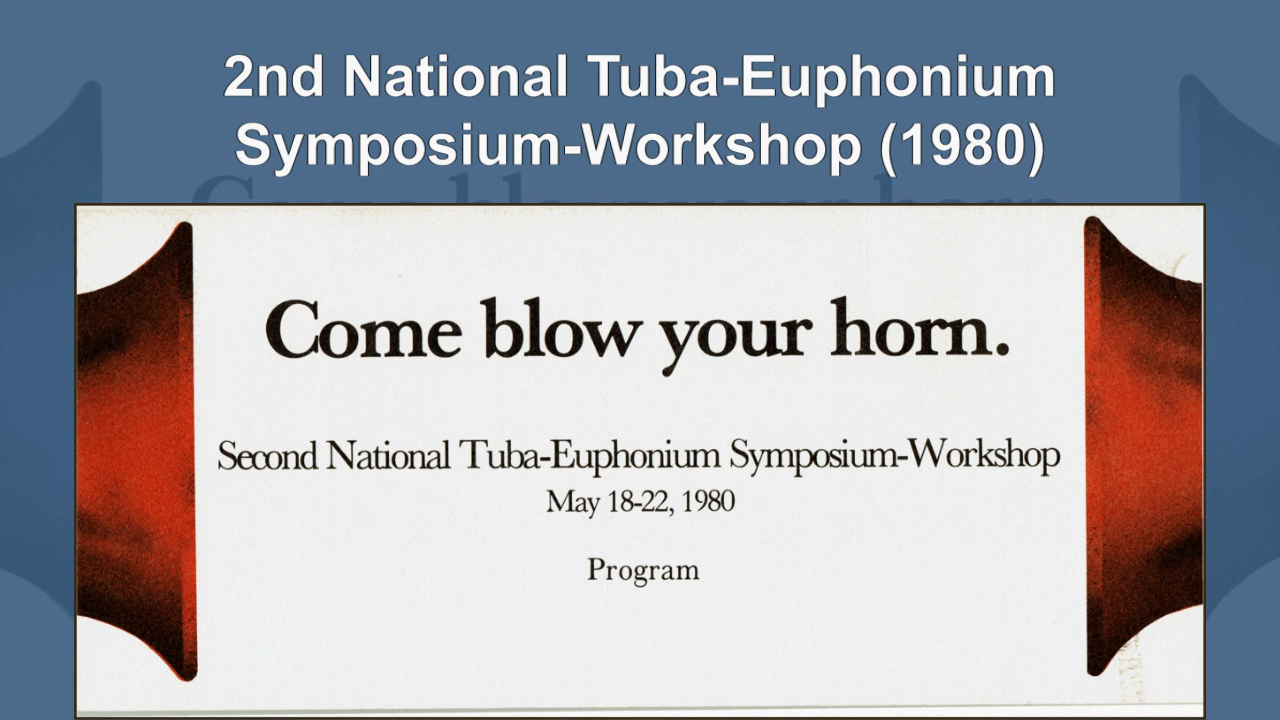 2nd National Tuba-Euphonium
Symposium-Workshop (1980)
Come blow your horn.
Second National Tuba-Euphonium Symposium-Workshop
May 18-22, 1980
Program